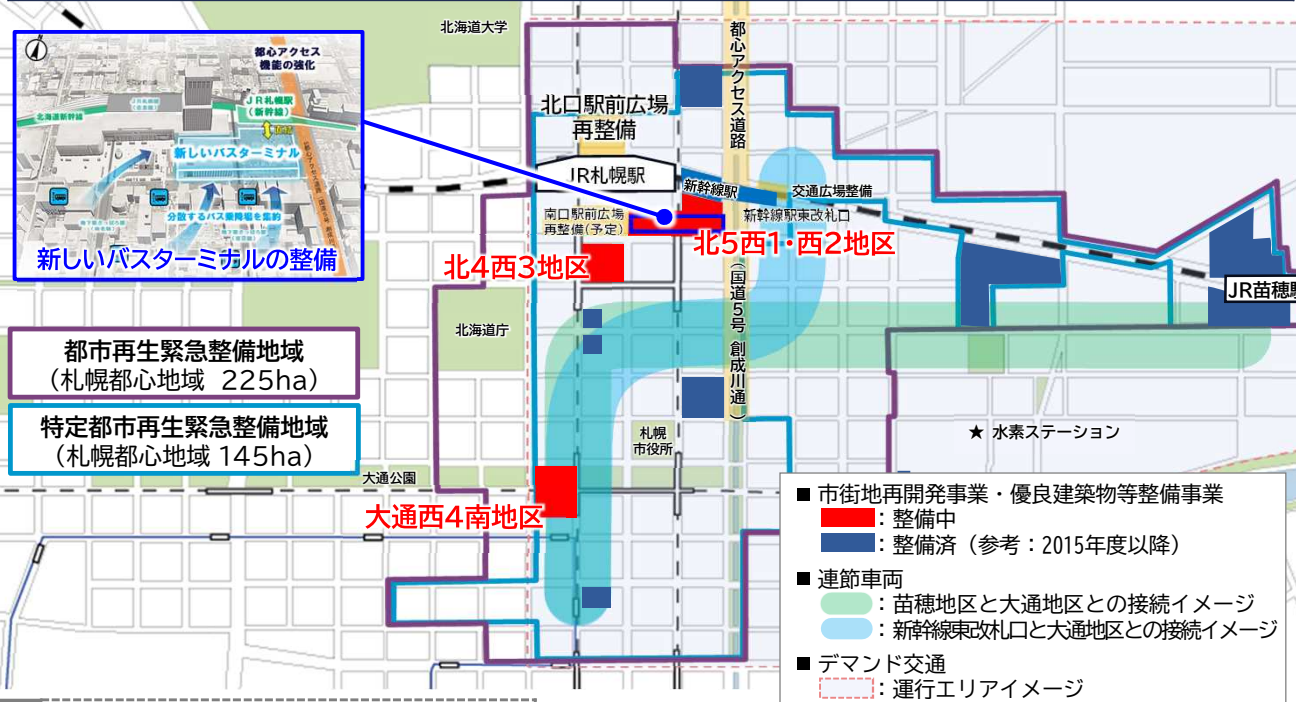 北海道大学
都心アクセス
機能の強化
JR札幌駅
(在来線)
JR札幌駅
(新幹線)
北海道新幹線
新しいバスターミナル
分散するバス乗降場を集約
新しいバスターミナルの整備
都心アクセス道路
(国道5号 創成川通)
北口駅前広場
再整備
JR札幌駅
新幹線駅
交通広場整備
南口駅前広場
再整備(予定)
新幹線駅東改札口
北5西1・西2地区
北4西3地区
JR苗穂駅
北海道庁
都市再生緊急整備地域
(札幌都心地域 225ha)
特定都市再生緊急整備地域
(札幌都心地域 145ha)
札幌
市役所
★ 水素ステーション
大通公園
大通西4南地区
■ 市街地再開発事業・優良建築物等整備事業
：整備中
：整備済（参考：2015年度以降）
■ 連節車両
：苗穂地区と大通地区との接続イメージ
：新幹線東改札口と大通地区との接続イメージ
■ デマンド交通
：運行エリアイメージ